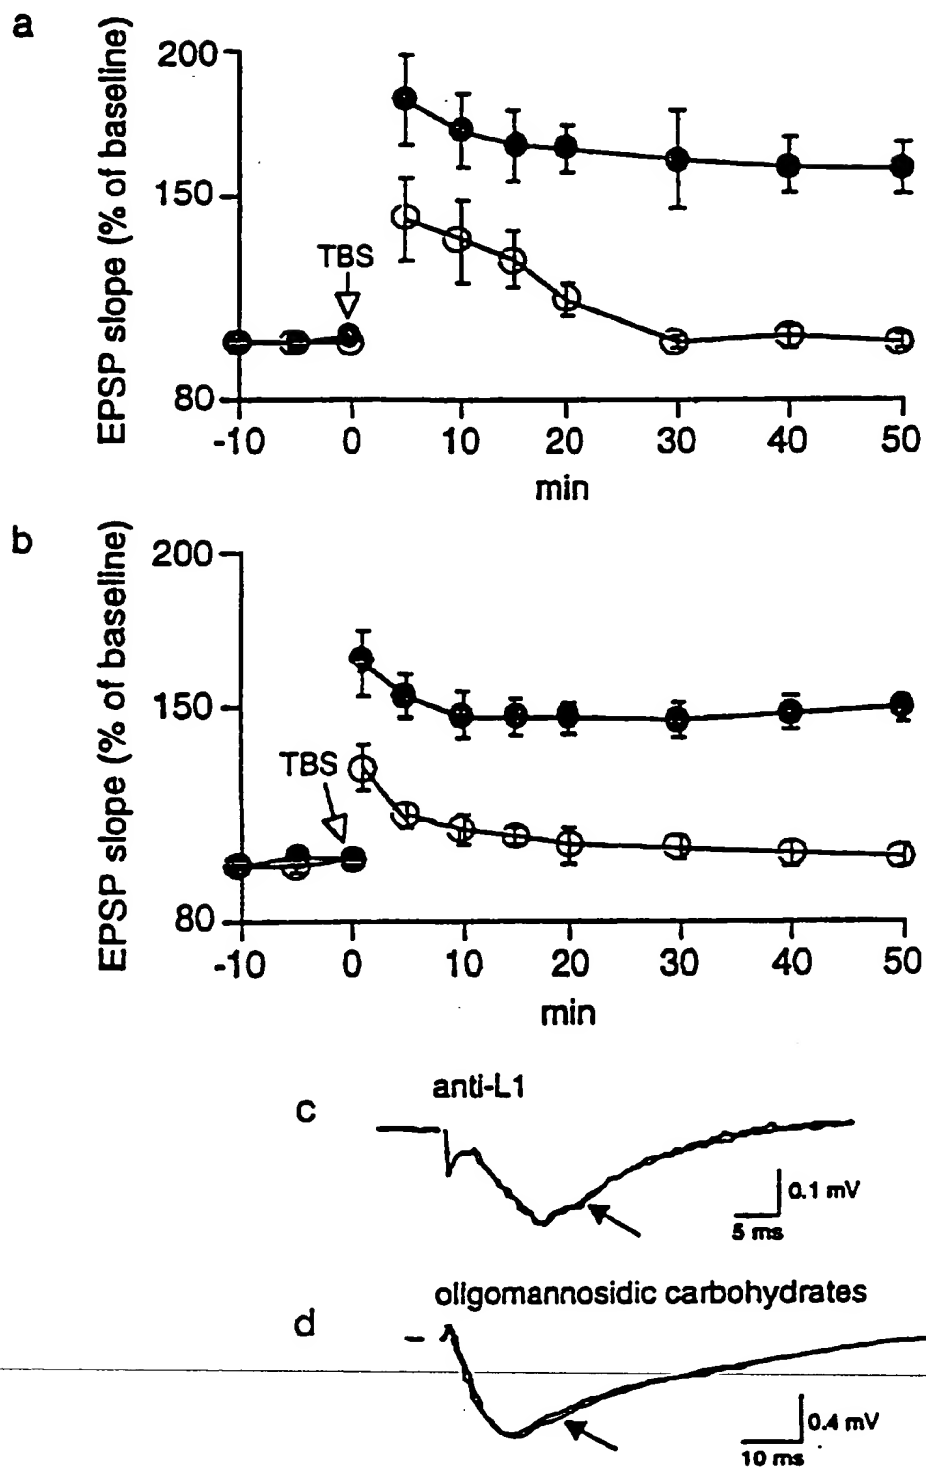 a
EPSP slope (% of baseline)
200
150
80
TBS
-10 0 10 20 30 40 50
min
b
EPSP slope (% of baseline)
200
150
80
TBS
-10 0 10 20 30 40 50
min
anti-L1
c
0.1 mV
5 ms
oligomannosidic carbohydrates
d
0.4 mV
10 ms